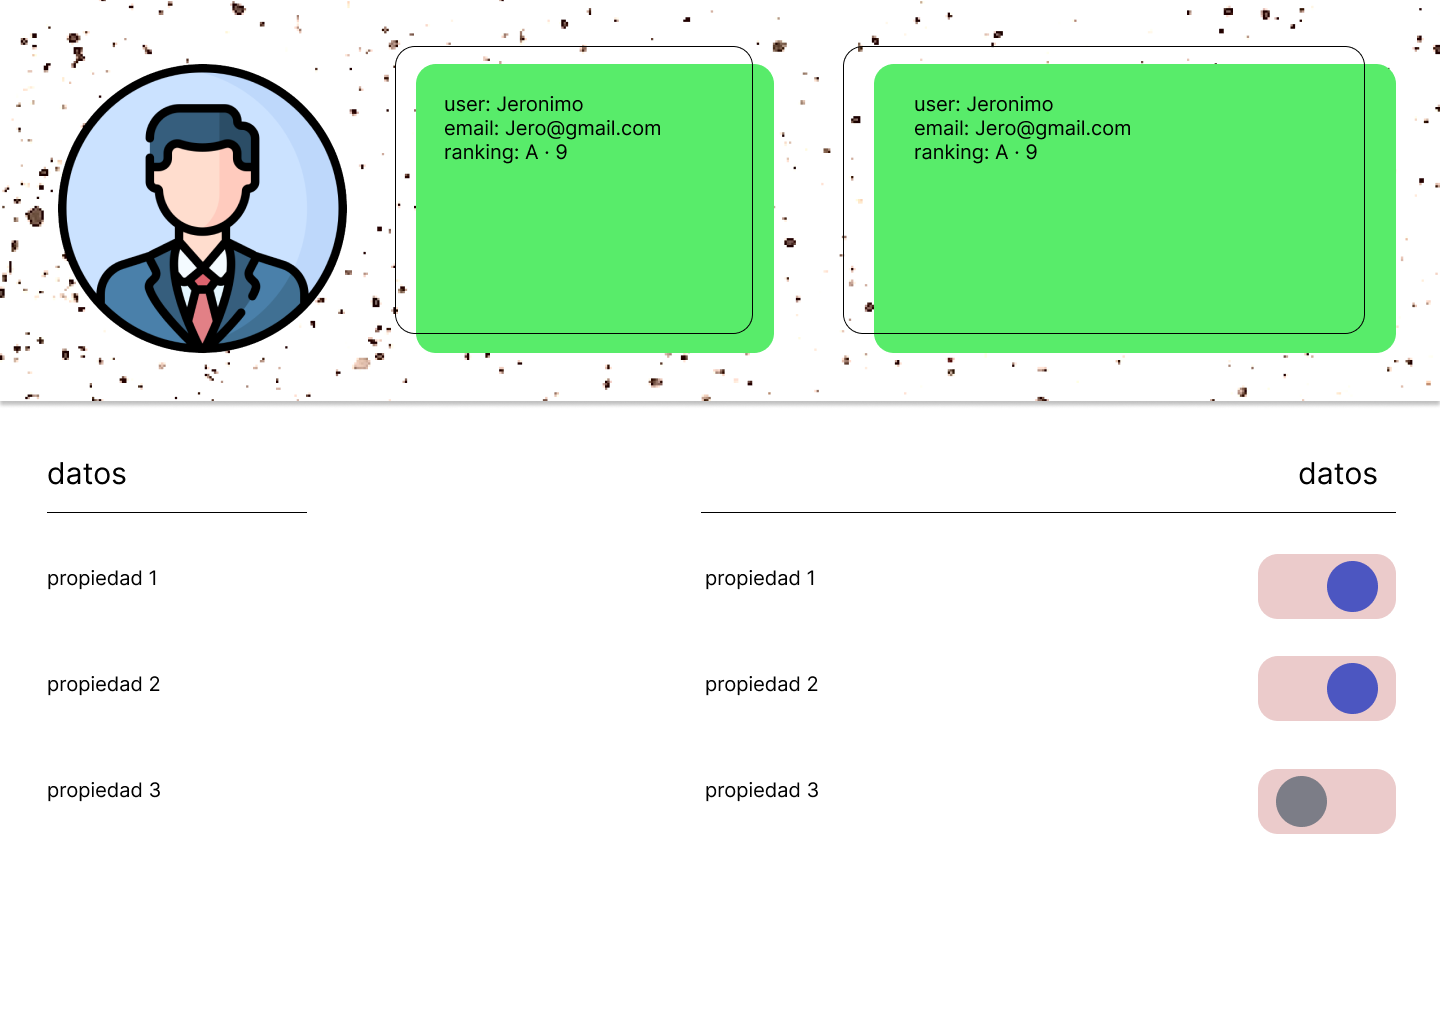 user: Jeronimo
email: Jero@gmail.com
ranking: A · 9
user: Jeronimo
email: Jero@gmail.com
ranking: A · 9
datos
propiedad 1
propiedad 2
propiedad 3
datos
propiedad 1
propiedad 2
propiedad 3